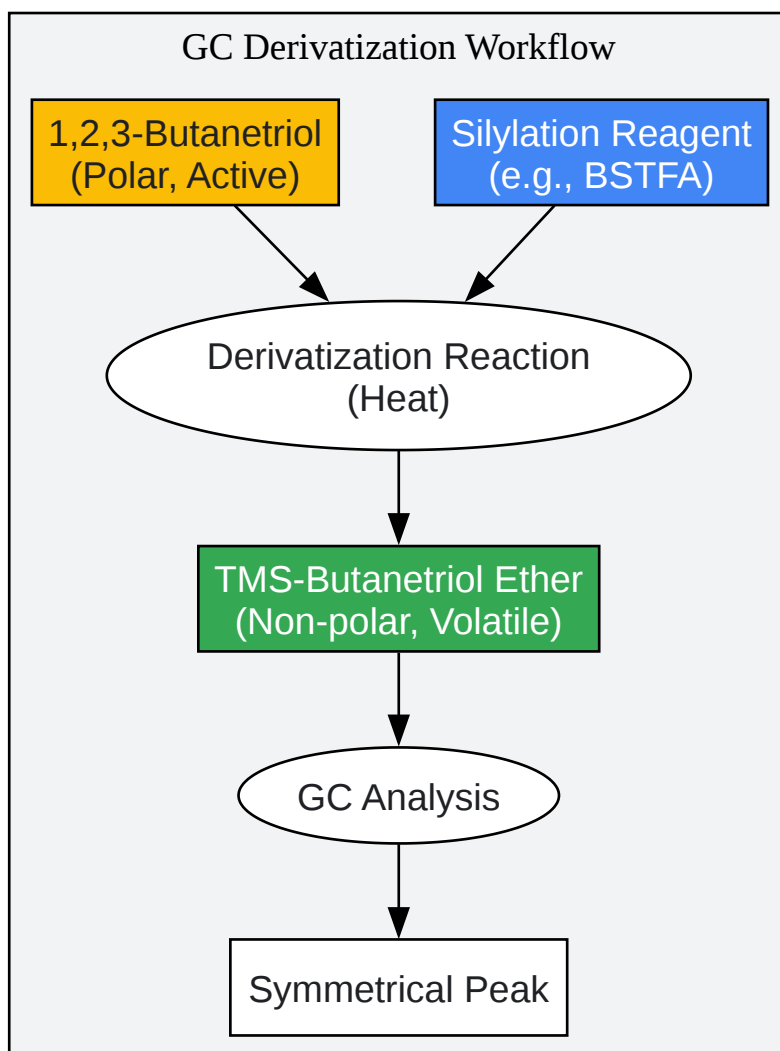 GC Derivatization Workflow
1,2,3-Butanetriol
(Polar, Active)
Silylation Reagent
(e.g., BSTFA)
Derivatization Reaction
(Heat)
TMS-Butanetriol Ether
(Non-polar, Volatile)
GC Analysis
Symmetrical Peak